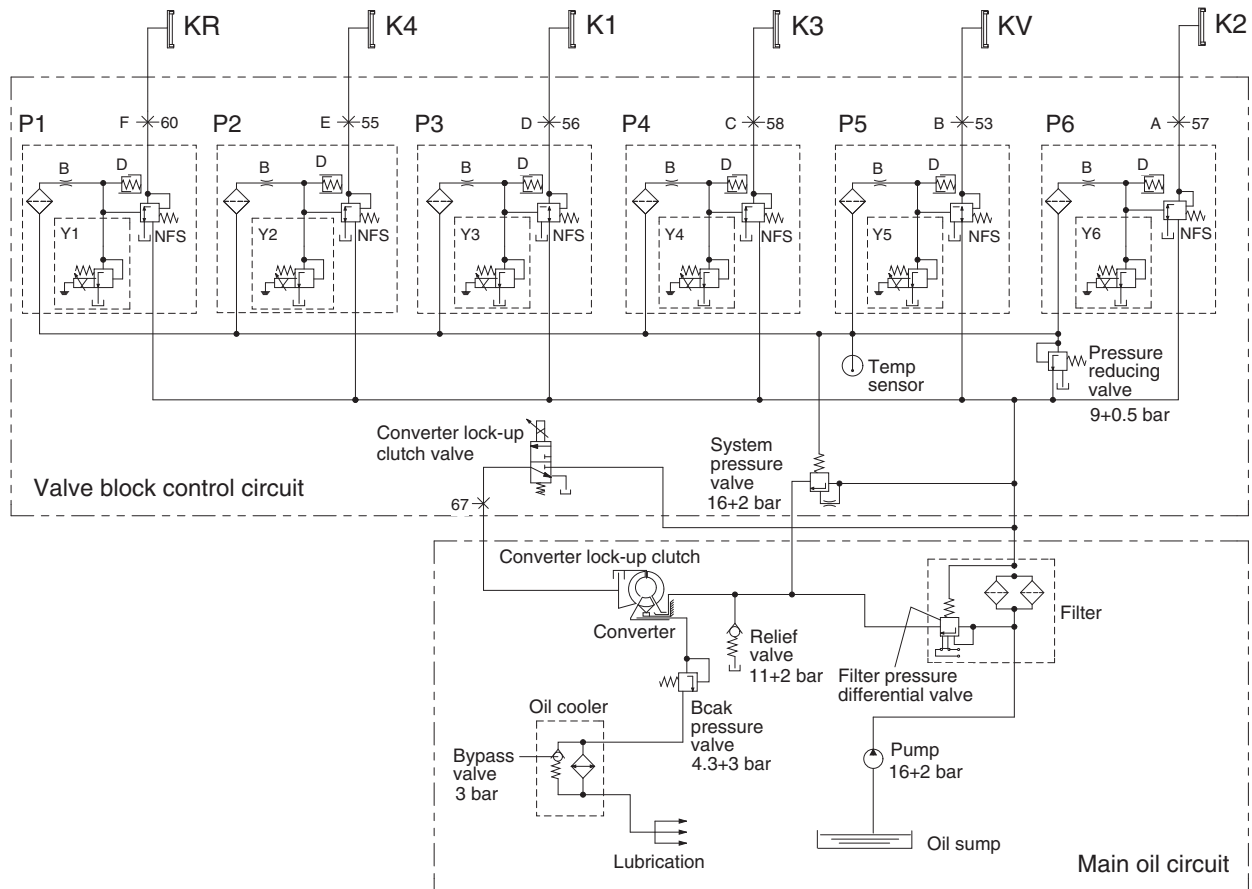 KR
K4
K1
K3
KV
K2
P1
F
60
P2
E
55
P3
D
56
P4
C
58
P5
B
53
P6
A
57
B
D
B
D
B
D
B
D
B
D
B
D
Y1
NFS
Y2
NFS
Y3
NFS
Y4
NFS
Y5
NFS
Y6
NFS
Temp
sensor
Pressure
reducing
valve
9+0.5 bar
Converter lock-up
clutch valve
System
pressure
valve
16+2 bar
Valve block control circuit
67
Converter lock-up clutch
Converter
Relief
valve
11+2 bar
Filter
Filter pressure
differential valve
Oil cooler
Bcak
pressure
valve
4.3+3 bar
Bypass
valve
3 bar
Pump
16+2 bar
Lubrication
Oil sump
Main oil circuit